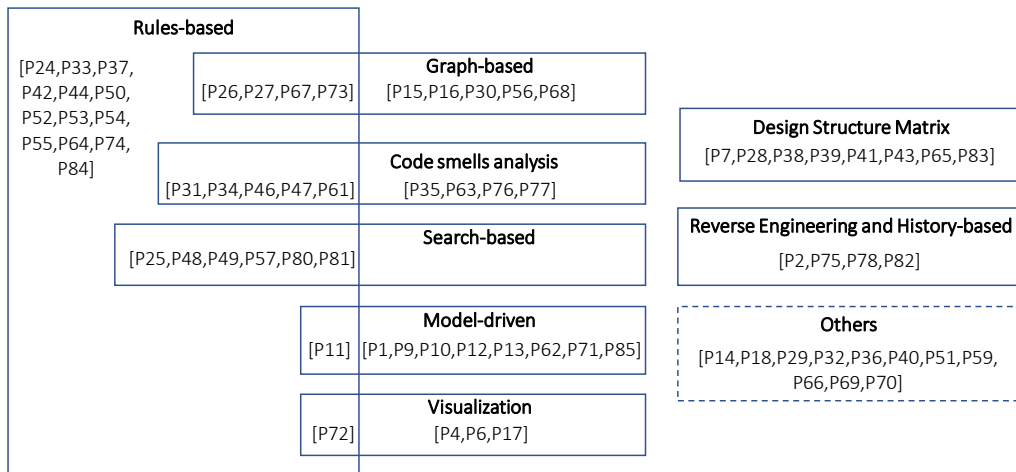 Rules-based
[P24,P33,P37,
P42,P44,P50,
P52,P53,P54,
P55,P64,P74,
P84]
Graph-based
[P26,P27,P67,P73]
[P15,P16,P30,P56,P68]
Code smells analysis
[P31,P34,P46,P47,P61]
[P35,P63,P76,P77]
Search-based
[P25,P48,P49,P57,P80,P81]
Model-driven
[P11]
[P1,P9,P10,P12,P13,P62,P71,P85]
Visualization
[P72]
[P4,P6,P17]
Design Structure Matrix
[P7,P28,P38,P39,P41,P43,P65,P83]
Reverse Engineering and History-based
[P2,P75,P78,P82]
Others
[P14,P18,P29,P32,P36,P40,P51,P59,
P66,P69,P70]